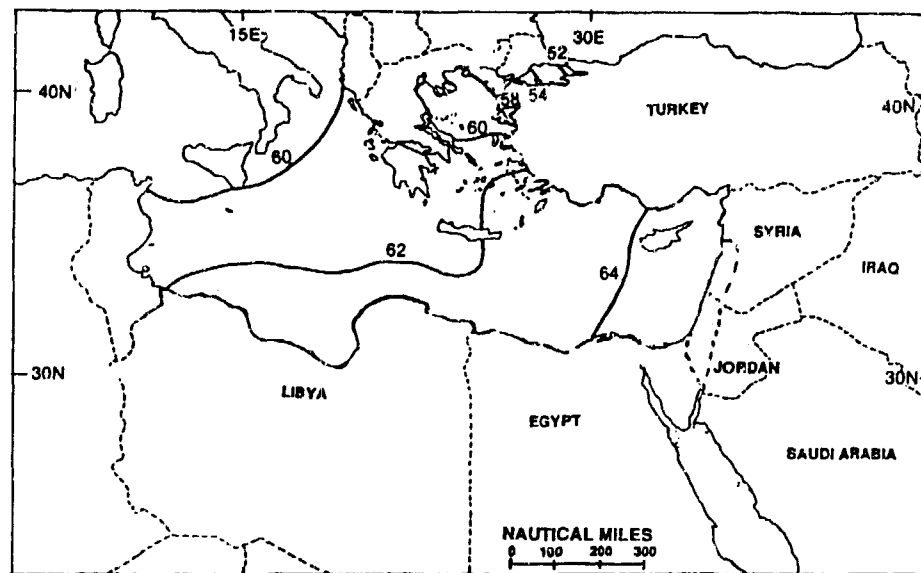 15E
30E
52
40N
58
54
TURKEY
40N
60
60
62
64
SYRIA
IRAQ
30N
JORDAN
30N
LIBYA
EGYPT
SAUDI ARABIA
NAUTICAL MILES
0 100 200 300